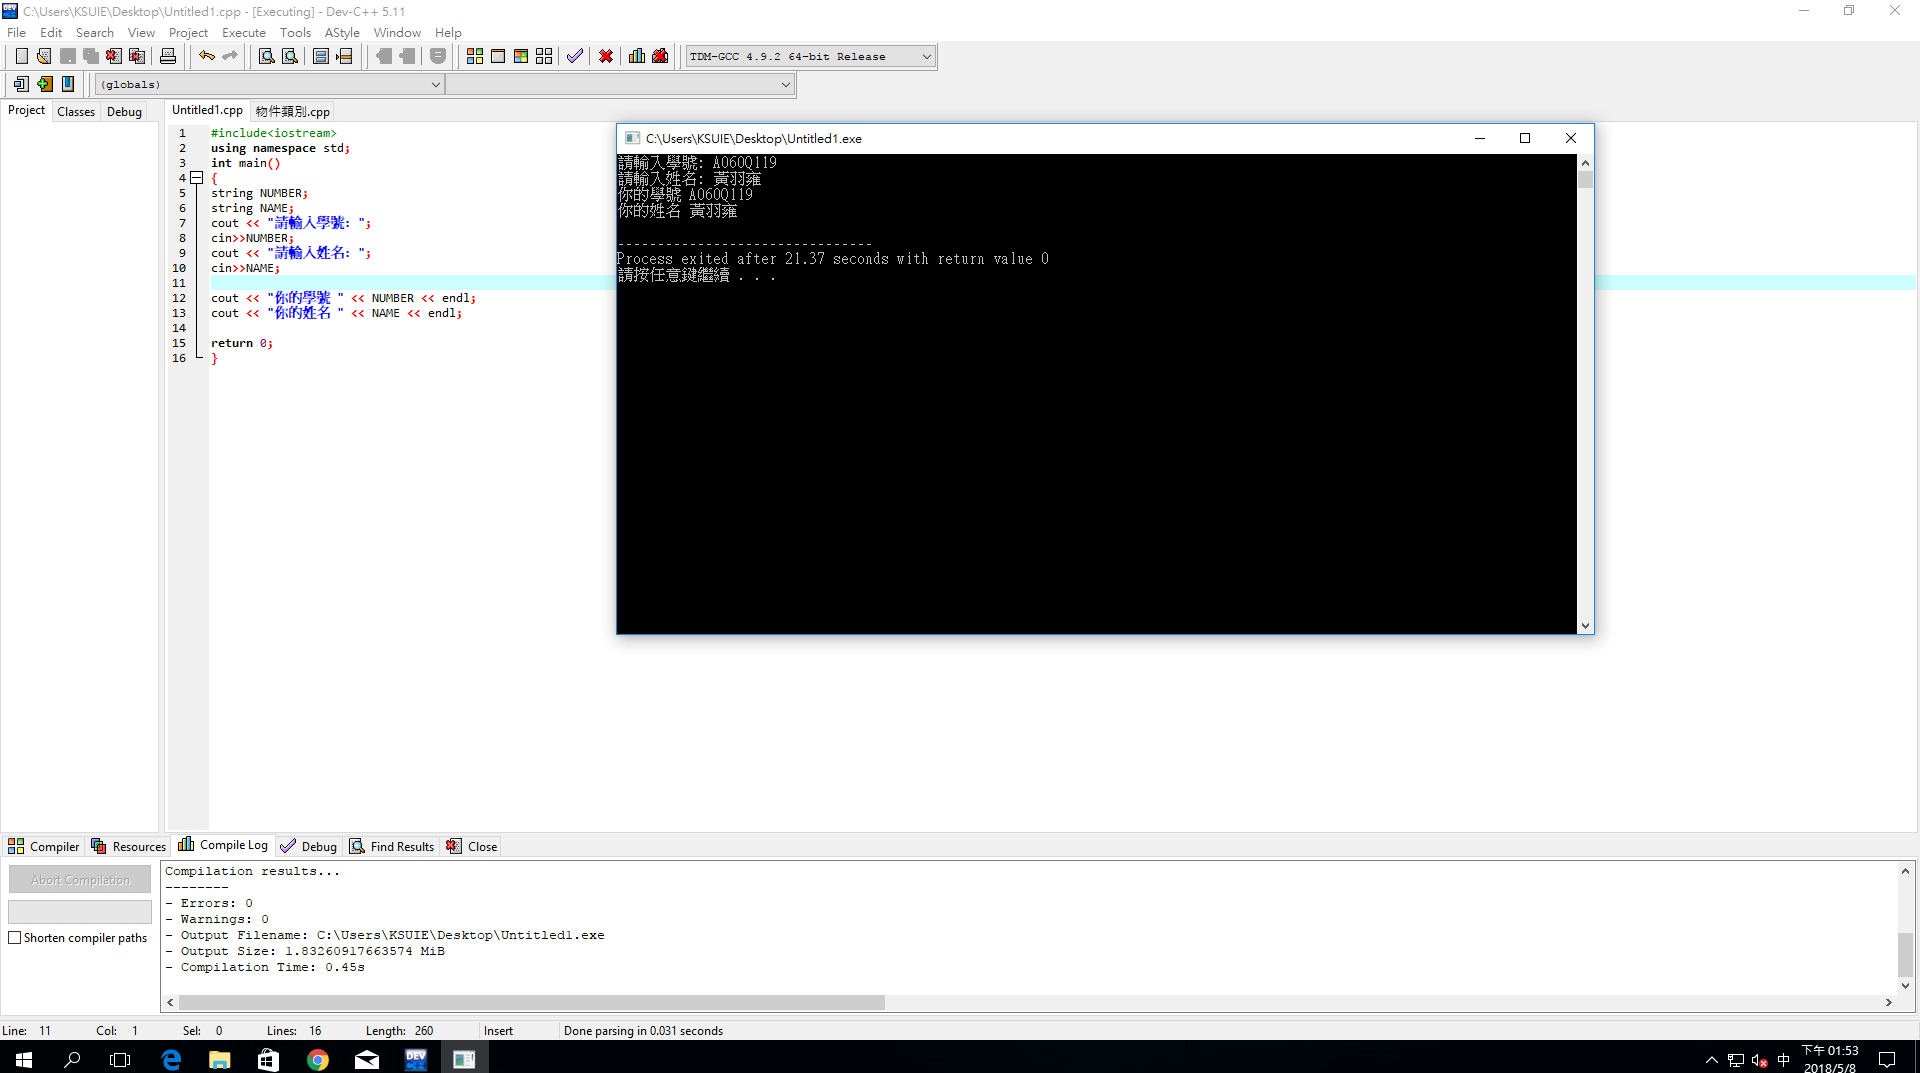 C:\Users\KSUIE\Desktop\Untitled1.cpp - [Executing] - Dev-C++ 5.11
File Edit Search View Project Execute Tools AStyle Window Help
TDM-GCC 4.9.2 64-bit Release
(globals)
Project Classes Debug
Untitled1.cpp 物件類別.cpp
1 #include<iostream>
2 using namespace std;
3 int main()
4 {
5 string NUMBER;
6 string NAME;
7 cout << "請輸入學號: ";
8 cin>>NUMBER;
9 cout << "請輸入姓名: ";
10 cin>>NAME;
11
12 cout << "你的學號 " << NUMBER << endl;
13 cout << "你的姓名 " << NAME << endl;
14
15 return 0;
16 }
C:\Users\KSUIE\Desktop\Untitled1.exe
請輸入學號: A060Q119
請輸入姓名: 黃羽雍
你的學號 A060Q119
你的姓名 黃羽雍
--------------------------------
Process exited after 21.37 seconds with return value 0
請按任意鍵繼續 . . .
Compiler Resources Compile Log Debug Find Results Close
Abort Compilation
Shorten compiler paths
Compilation results...
--------
- Errors: 0
- Warnings: 0
- Output Filename: C:\Users\KSUIE\Desktop\Untitled1.exe
- Output Size: 1.83260917663574 MiB
- Compilation Time: 0.45s
Line: 11 Col: 1 Sel: 0 Lines: 16 Length: 260 Insert Done parsing in 0.031 seconds
DEV C++
中
下午 01:53
2018/5/8